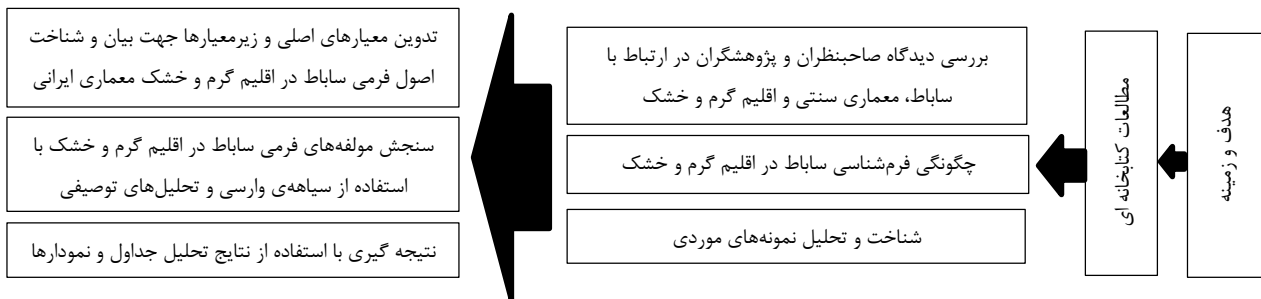 هدف و زمینه
مطالعات کتابخانه ای
بررسی دیدگاه صاحبنظران و پژوهشگران در ارتباط با
ساباط، معماری سنتی و اقلیم گرم و خشک
چگونگی فرم‌شناسی ساباط در اقلیم گرم و خشک
شناخت و تحلیل نمونه‌های موردی
تدوین معیارهای اصلی و زیرمعیارها جهت بیان و شناخت
اصول فرمی ساباط در اقلیم گرم و خشک معماری ایرانی
سنجش مولفه‌های فرمی ساباط در اقلیم گرم و خشک با
استفاده از سیاهه‌ی وارسی و تحلیل‌های توصیفی
نتیجه گیری با استفاده از نتایج تحلیل جداول و نمودارها